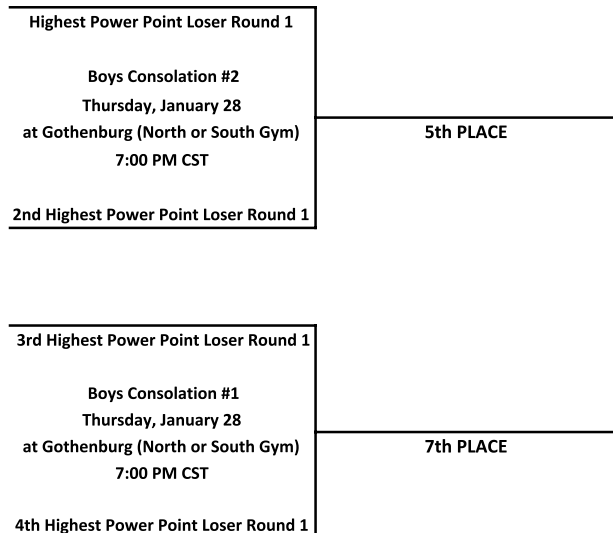 Highest Power Point Loser Round 1
Boys Consolation #2
Thursday, January 28
at Gothenburg (North or South Gym)
7:00 PM CST
5th PLACE
2nd Highest Power Point Loser Round 1
3rd Highest Power Point Loser Round 1
Boys Consolation #1
Thursday, January 28
at Gothenburg (North or South Gym)
7:00 PM CST
7th PLACE
4th Highest Power Point Loser Round 1